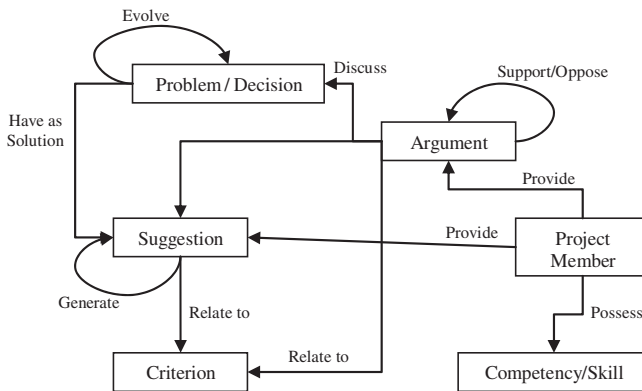 Evolve
Problem / Decision
Discuss
Support/Oppose
Have as
Solution
Argument
Provide
Suggestion
Provide
Project
Member
Generate
Relate to
Possess
Criterion
Relate to
Competency/Skill